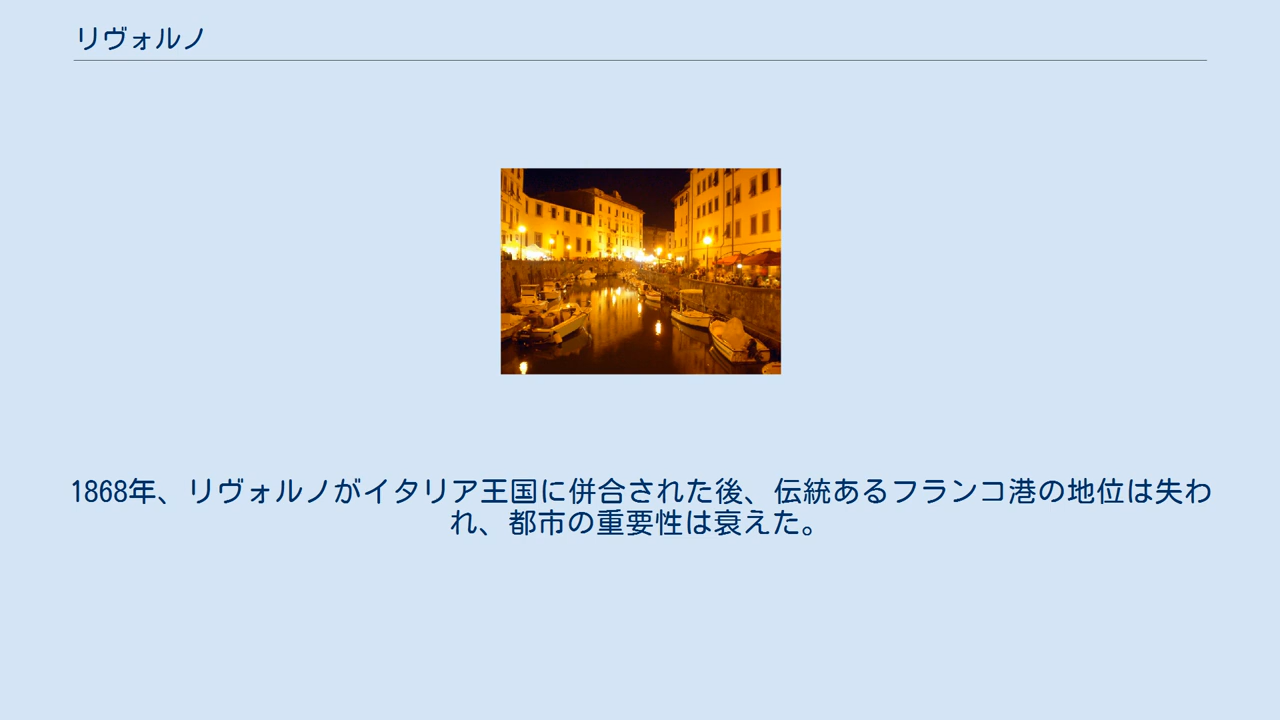 リヴォルノ
1868年、リヴォルノがイタリア王国に併合された後、伝統あるフランコ港の地位は失わ
れ、都市の重要性は衰えた。